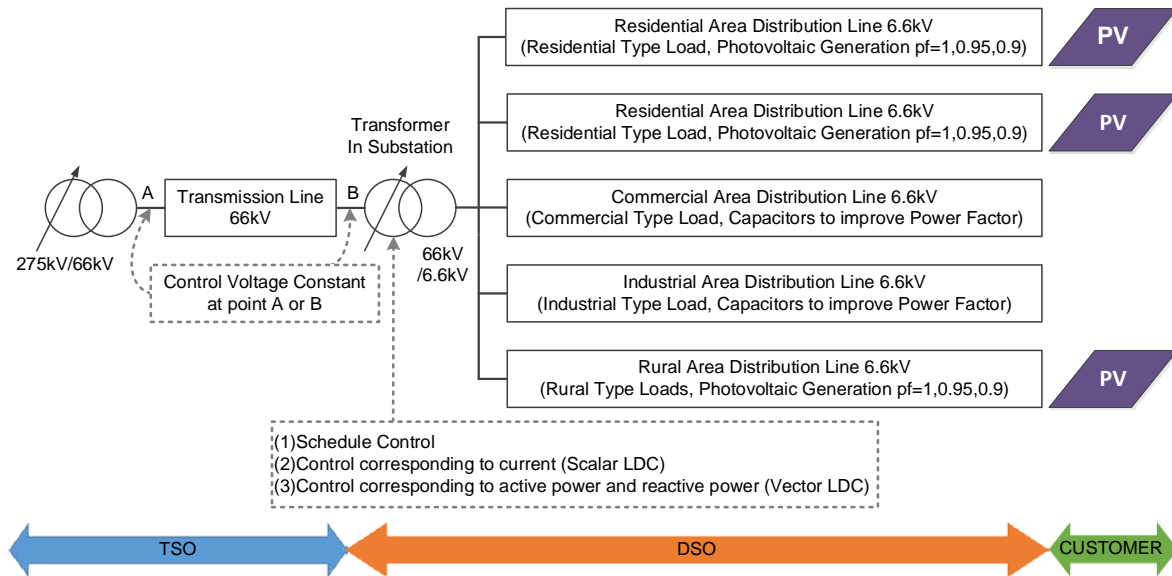 Residential Area Distribution Line 6.6kV
(Residential Type Load, Photovoltaic Generation pf=1,0.95,0.9)
PV
Residential Area Distribution Line 6.6kV
(Residential Type Load, Photovoltaic Generation pf=1,0.95,0.9)
PV
Transformer
In Substation
A
Transmission Line
66kV
B
Commercial Area Distribution Line 6.6kV
(Commercial Type Load, Capacitors to improve Power Factor)
275kV/66kV
66kV
/6.6kV
Control Voltage Constant
at point A or B
Industrial Area Distribution Line 6.6kV
(Industrial Type Load, Capacitors to improve Power Factor)
Rural Area Distribution Line 6.6kV
(Rural Type Loads, Photovoltaic Generation pf=1,0.95,0.9)
PV
(1)Schedule Control
(2)Control corresponding to current (Scalar LDC)
(3)Control corresponding to active power and reactive power (Vector LDC)
TSO
DSO
CUSTOMER